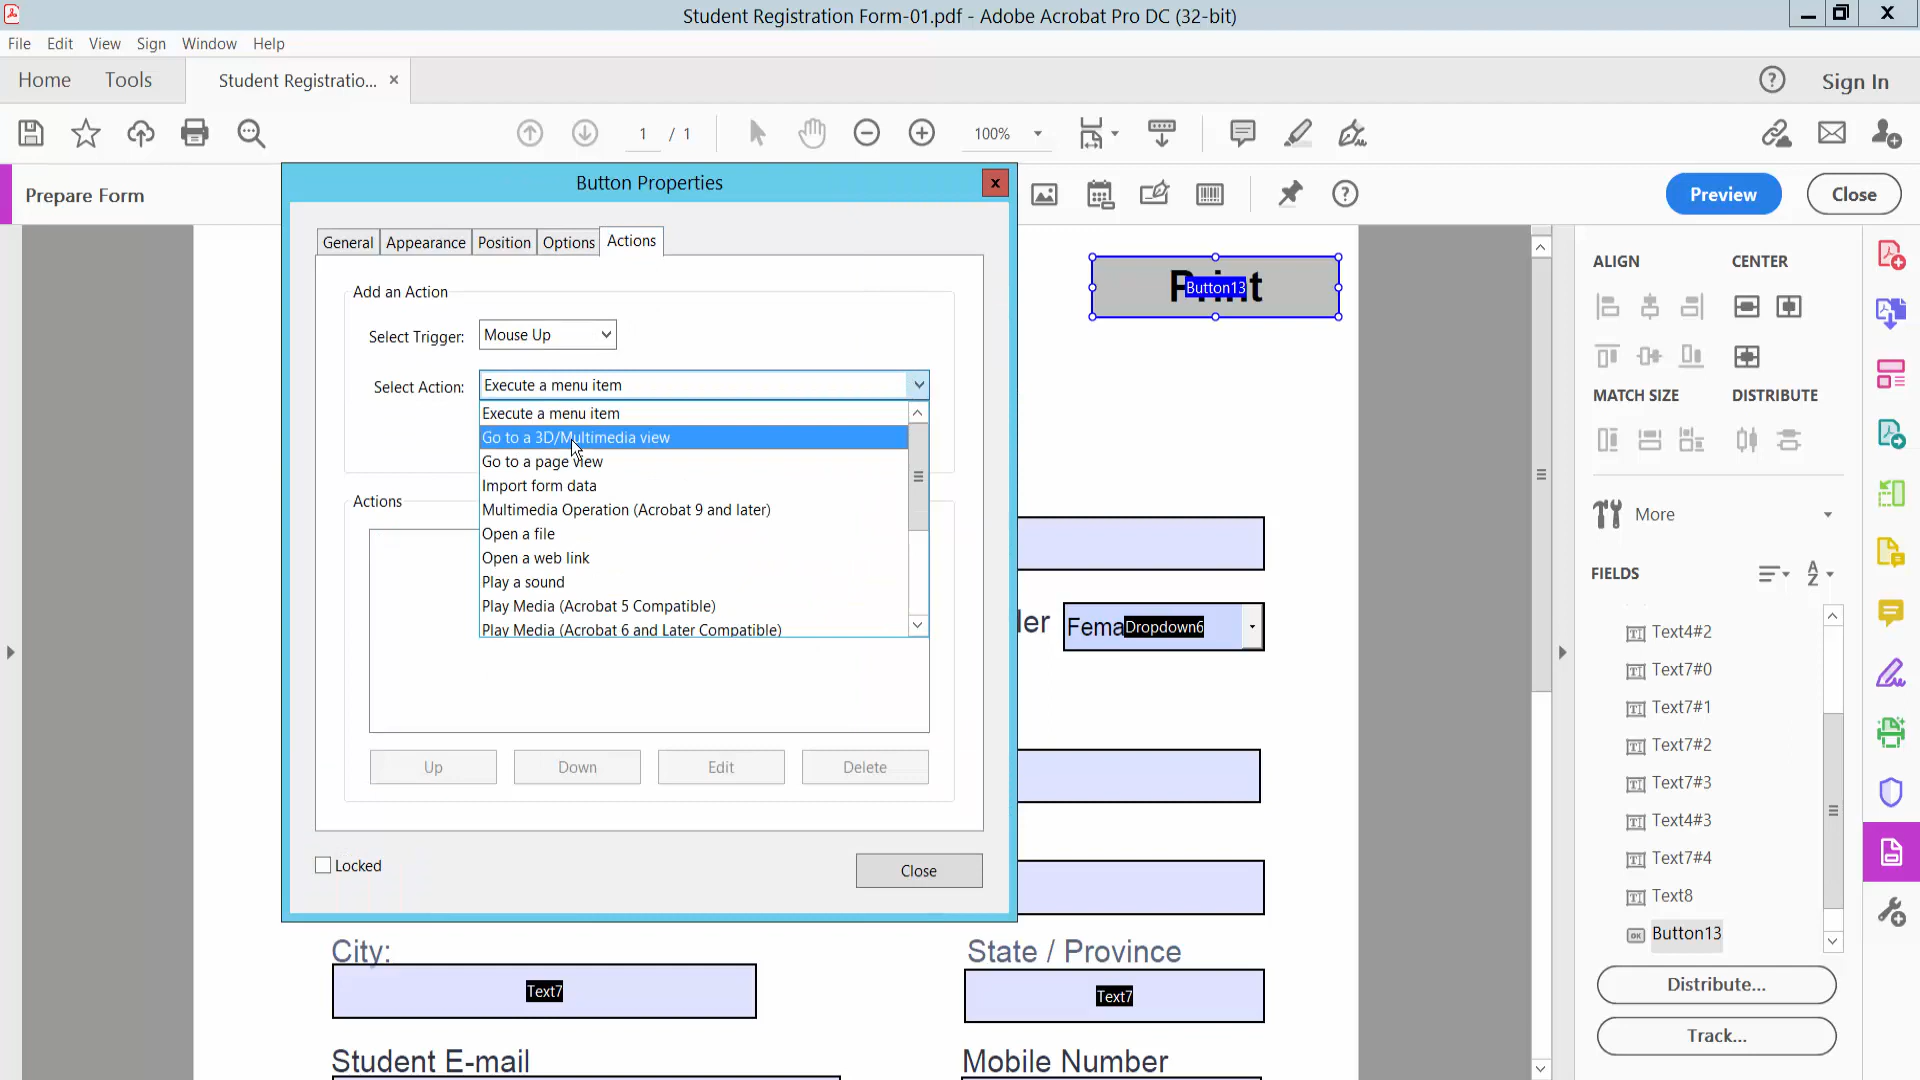 Student Registration Form-01.pdf - Adobe Acrobat Pro DC (32-bit)
File Edit View Sign Window Help
Home Tools Student Registratio... × Sign In
1 / 1 100%
Prepare Form
Preview Close
Button Properties
General Appearance Position Options Actions
Add an Action
Select Trigger: Mouse Up
Select Action: Execute a menu item
Execute a menu item
Go to a 3D/Multimedia view
Go to a page view
Import form data
Multimedia Operation (Acrobat 9 and later)
Open a file
Open a web link
Play a sound
Play Media (Acrobat 5 Compatible)
Play Media (Acrobat 6 and Later Compatible)
Actions
Up Down Edit Delete
Locked
Close
Print
Button13
ler Fema Dropdown6
City: State / Province
Text7 Text7
Student E-mail Mobile Number
ALIGN CENTER
MATCH SIZE DISTRIBUTE
More
FIELDS
Text4#2
Text7#0
Text7#1
Text7#2
Text7#3
Text4#3
Text7#4
Text8
Button13
Distribute...
Track...